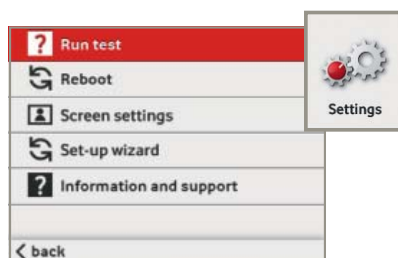 Run test
Reboot
Screen settings
Set-up wizard
Information and support
back
Settings